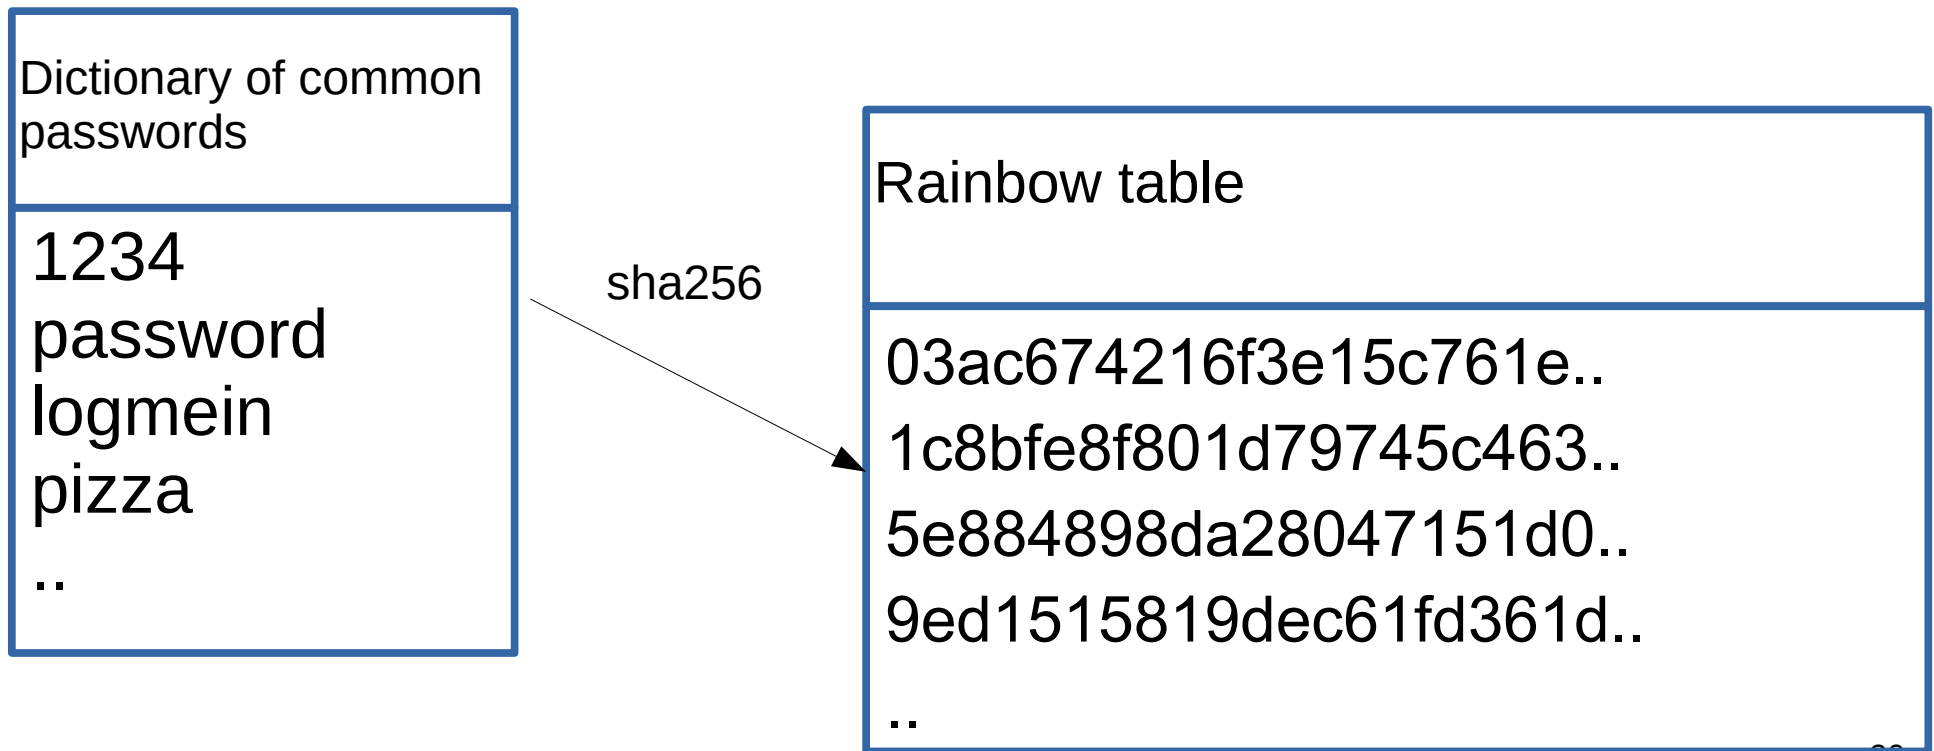 Dictionary of common
passwords
1234
password
logmein
pizza
..
sha256
Rainbow table
03ac674216f3e15c761e..
1c8bfe8f801d79745c463..
5e884898da28047151d0..
9ed1515819dec61fd361d..
..